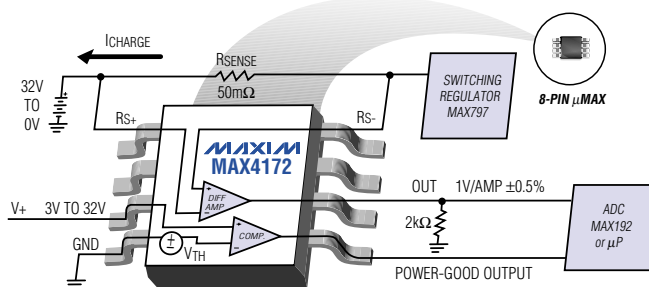 ICHARGE
RSENSE
50mΩ
32V
TO
0V
RS+
RS-
SWITCHING
REGULATOR
MAX797
8-PIN µMAX
MAXIM
MAX4172
+
DIFF
AMP
−
OUT 1V/AMP ±0.5%
2kΩ
ADC
MAX192
or µP
V+ 3V TO 32V
GND
VTH
+
COMP.
−
POWER-GOOD OUTPUT